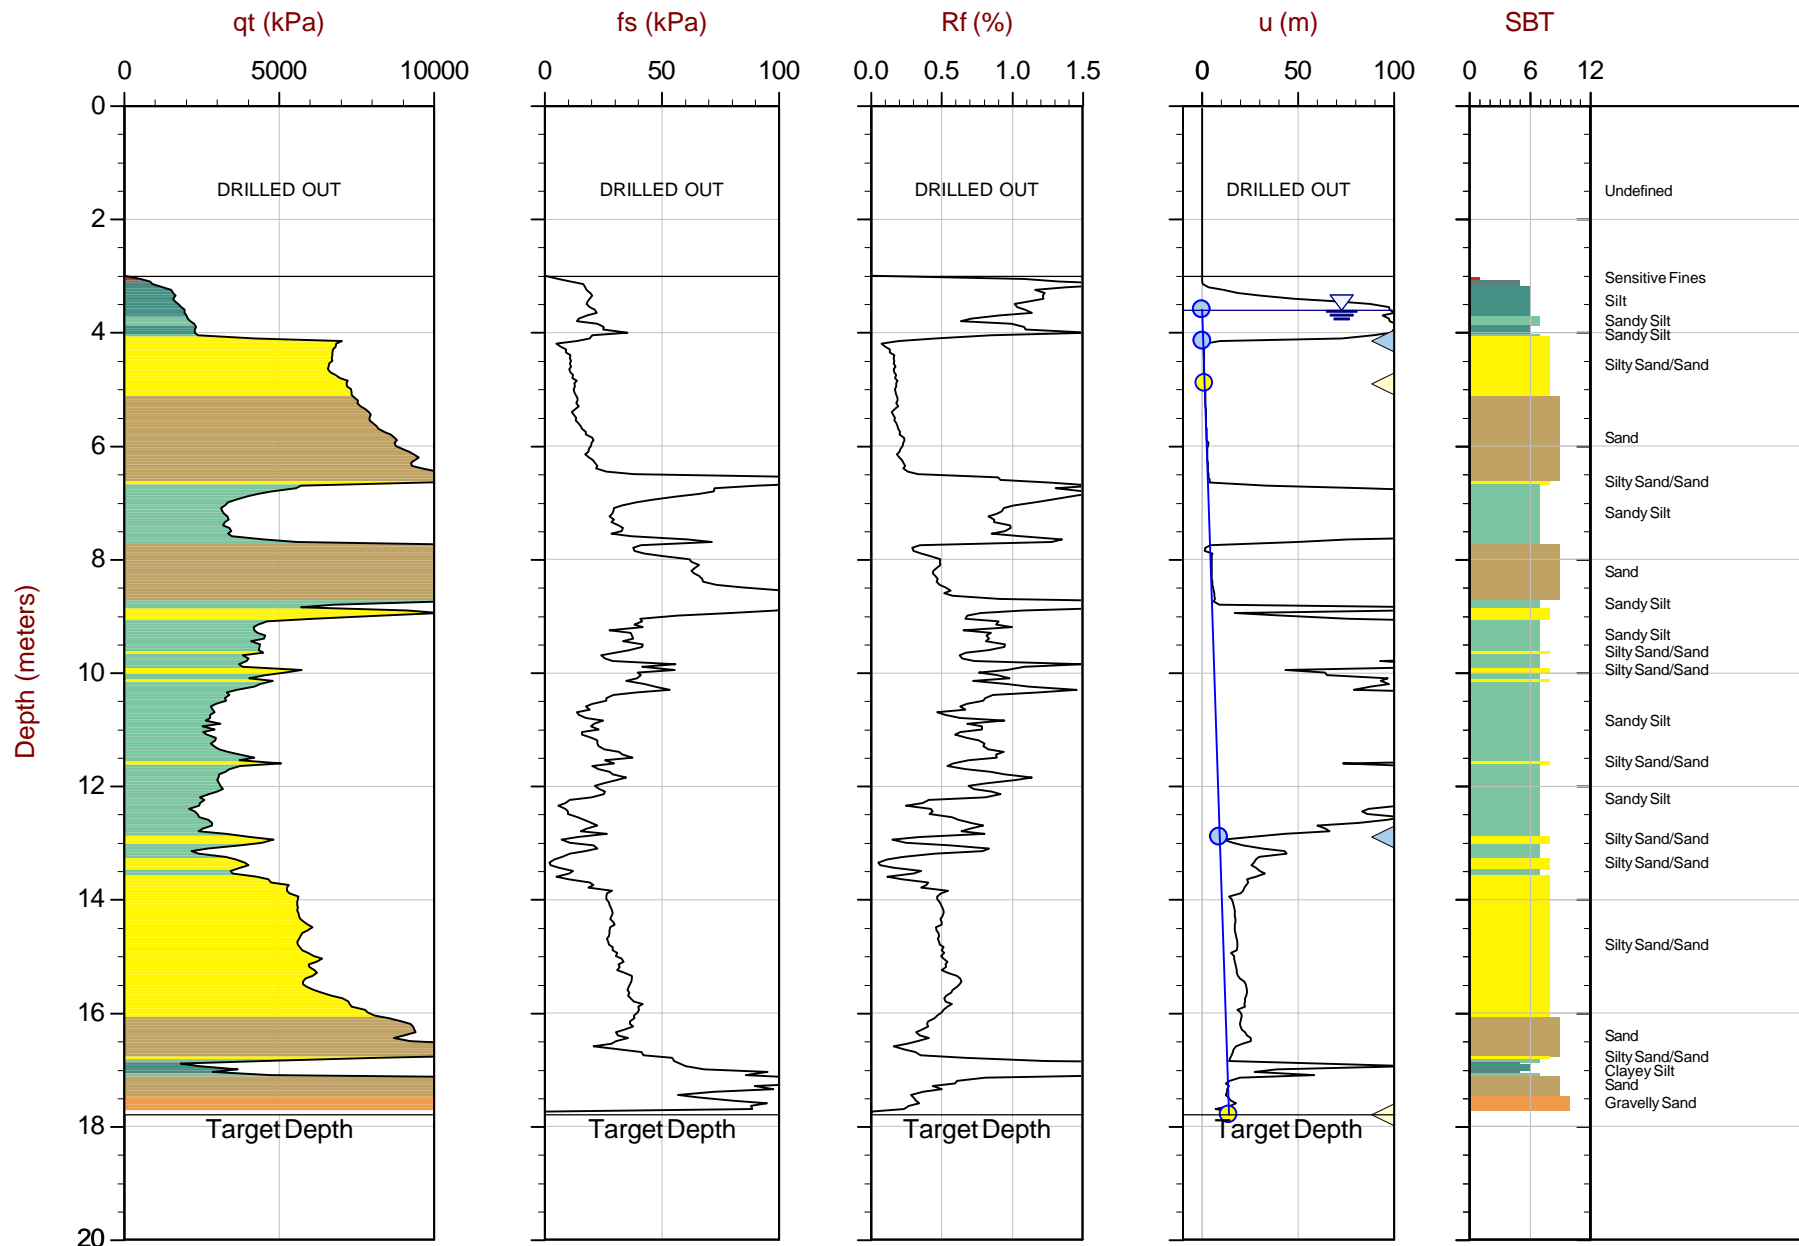 qt (kPa) fs (kPa) Rf (%) u (m) SBT
0 5000 10000 0 50 100 0.0 0.5 1.0 1.5 0 50 100 0 6 12
0
DRILLED OUT DRILLED OUT DRILLED OUT DRILLED OUT Undefined
2
Sensitive Fines
Silt
Sandy Silt
4
Sandy Silt
Silty Sand/Sand
Sand
6
Silty Sand/Sand
Sandy Silt
8
Sand
Sandy Silt
Sandy Silt
Silty Sand/Sand
Silty Sand/Sand
10
Depth (meters)
Sandy Silt
Silty Sand/Sand
12
Sandy Silt
Silty Sand/Sand
Silty Sand/Sand
14
Silty Sand/Sand
16
Sand
Silty Sand/Sand
Clayey Silt
Sand
Gravelly Sand
18
Target Depth Target Depth Target Depth Target Depth
20